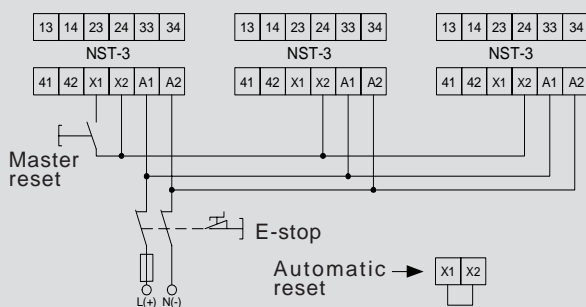 13 14 23 24 33 34 13 14 23 24 33 34 13 14 23 24 33 34
NST-3 NST-3 NST-3
41 42 X1 X2 A1 A2 41 42 X1 X2 A1 A2 41 42 X1 X2 A1 A2
Master
reset
E-stop
Automatic
reset
X1 X2
L(+) N(-)